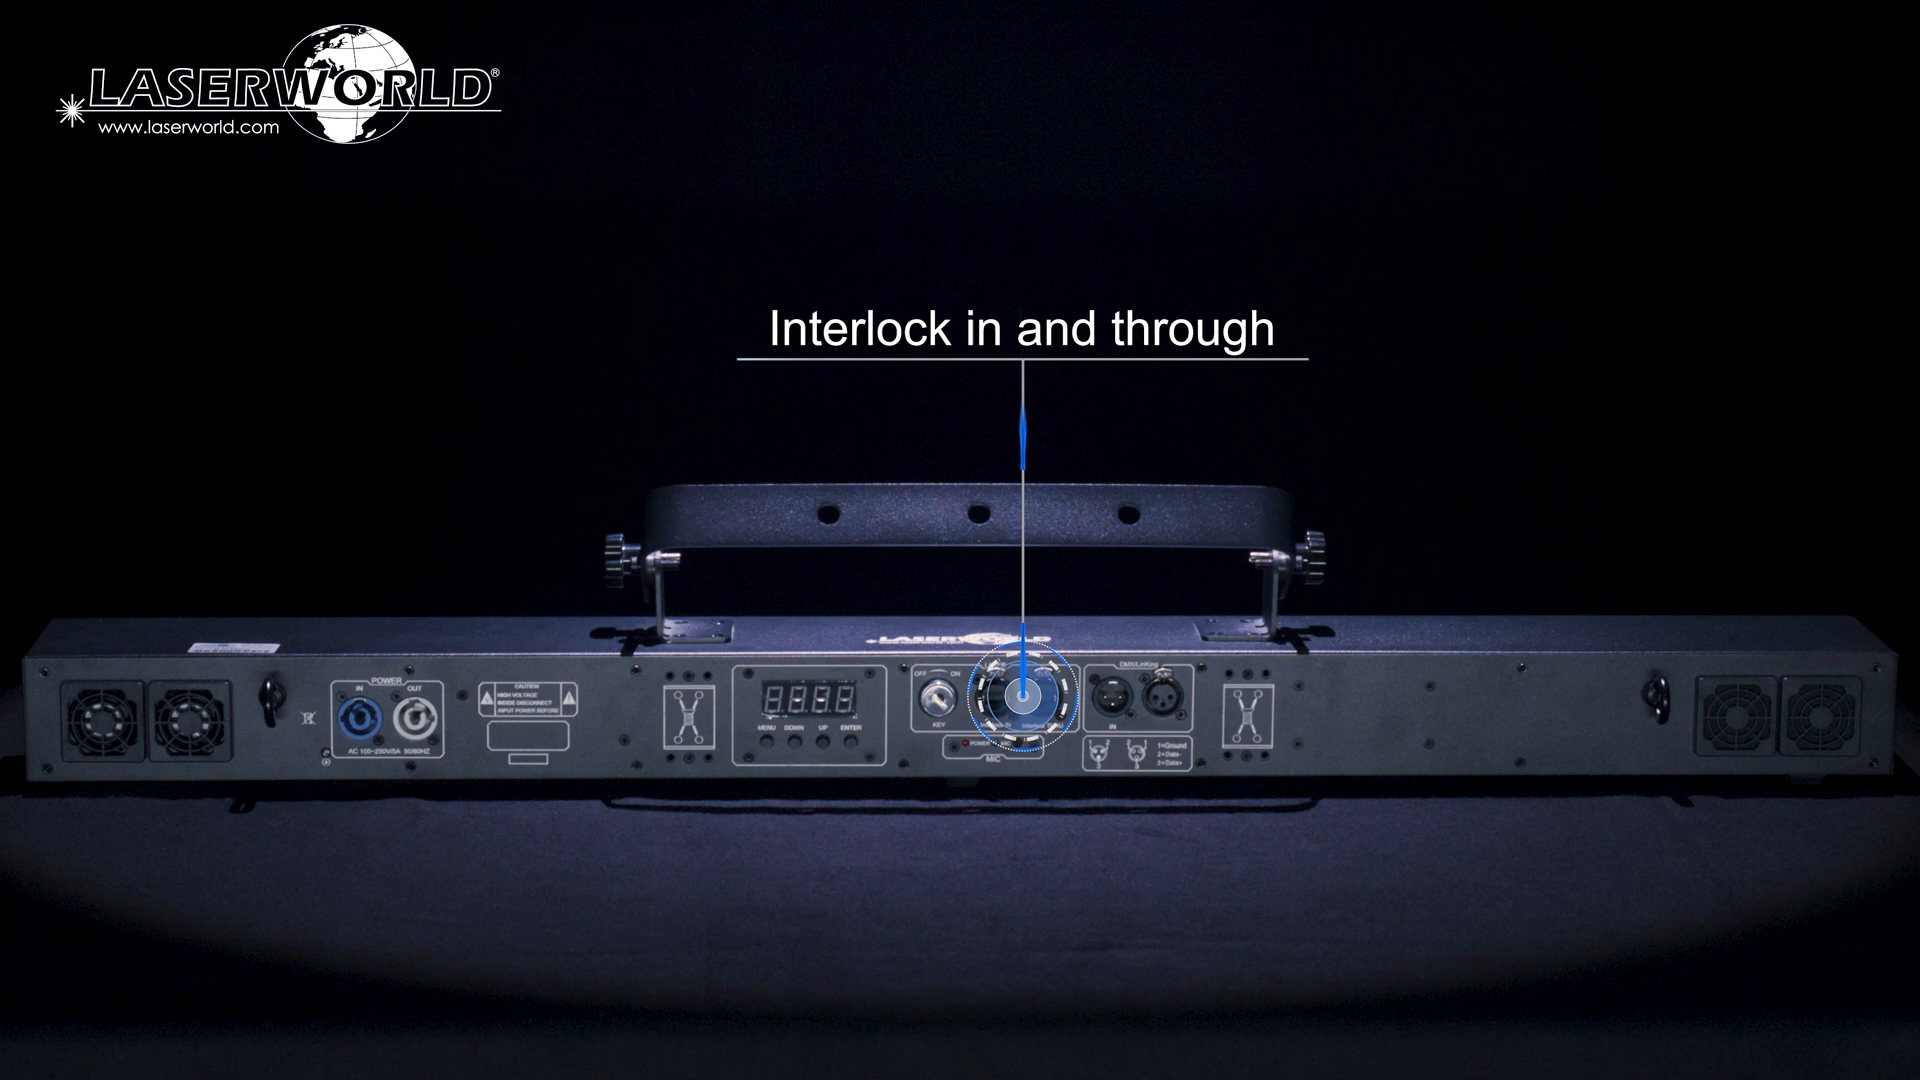 LASERWORLD®
www.laserworld.com
Interlock in and through
LASERWORLD
POWER
IN
OUT
AC 100~250V/5A 50/60HZ
CAUTION
HIGH VOLTAGE
INSIDE DISCONNECT
INPUT POWER BEFORE
MENU
DOWN
UP
ENTER
OFF
ON
KEY
POWER
MIC
IN
1=Ground
2=Data-
3=Data+